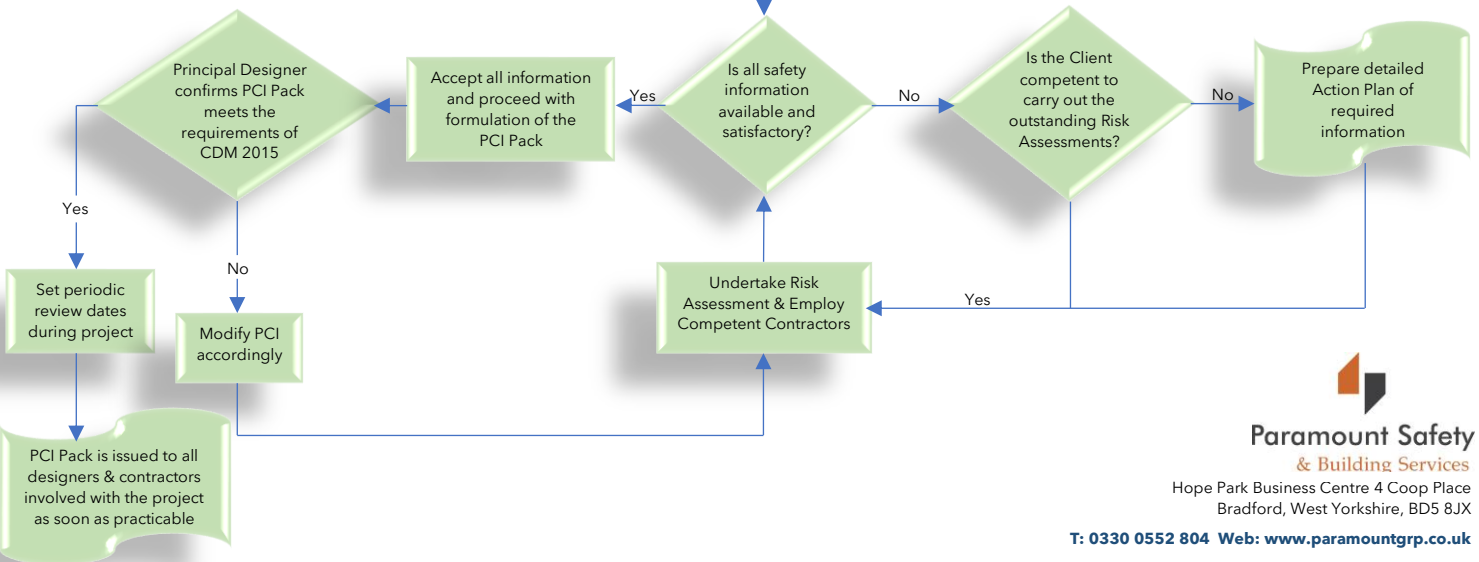 Principal Designer
confirms PCI Pack
meets the
requirements of
CDM 2015
Accept all information
and proceed with
formulation of the
PCI Pack
Yes
Is all safety
information
available and
satisfactory?
No
Is the Client
competent to
carry out the
outstanding Risk
Assessments?
No
Prepare detailed
Action Plan of
required
information
Yes
No
Set periodic
review dates
during project
Modify PCI
accordingly
Undertake Risk
Assessment & Employ
Competent Contractors
Yes
PCI Pack is issued to all
designers & contractors
involved with the project
as soon as practicable
Paramount Safety
& Building Services
Hope Park Business Centre 4 Coop Place
Bradford, West Yorkshire, BD5 8JX
T: 0330 0552 804 Web: www.paramountgrp.co.uk